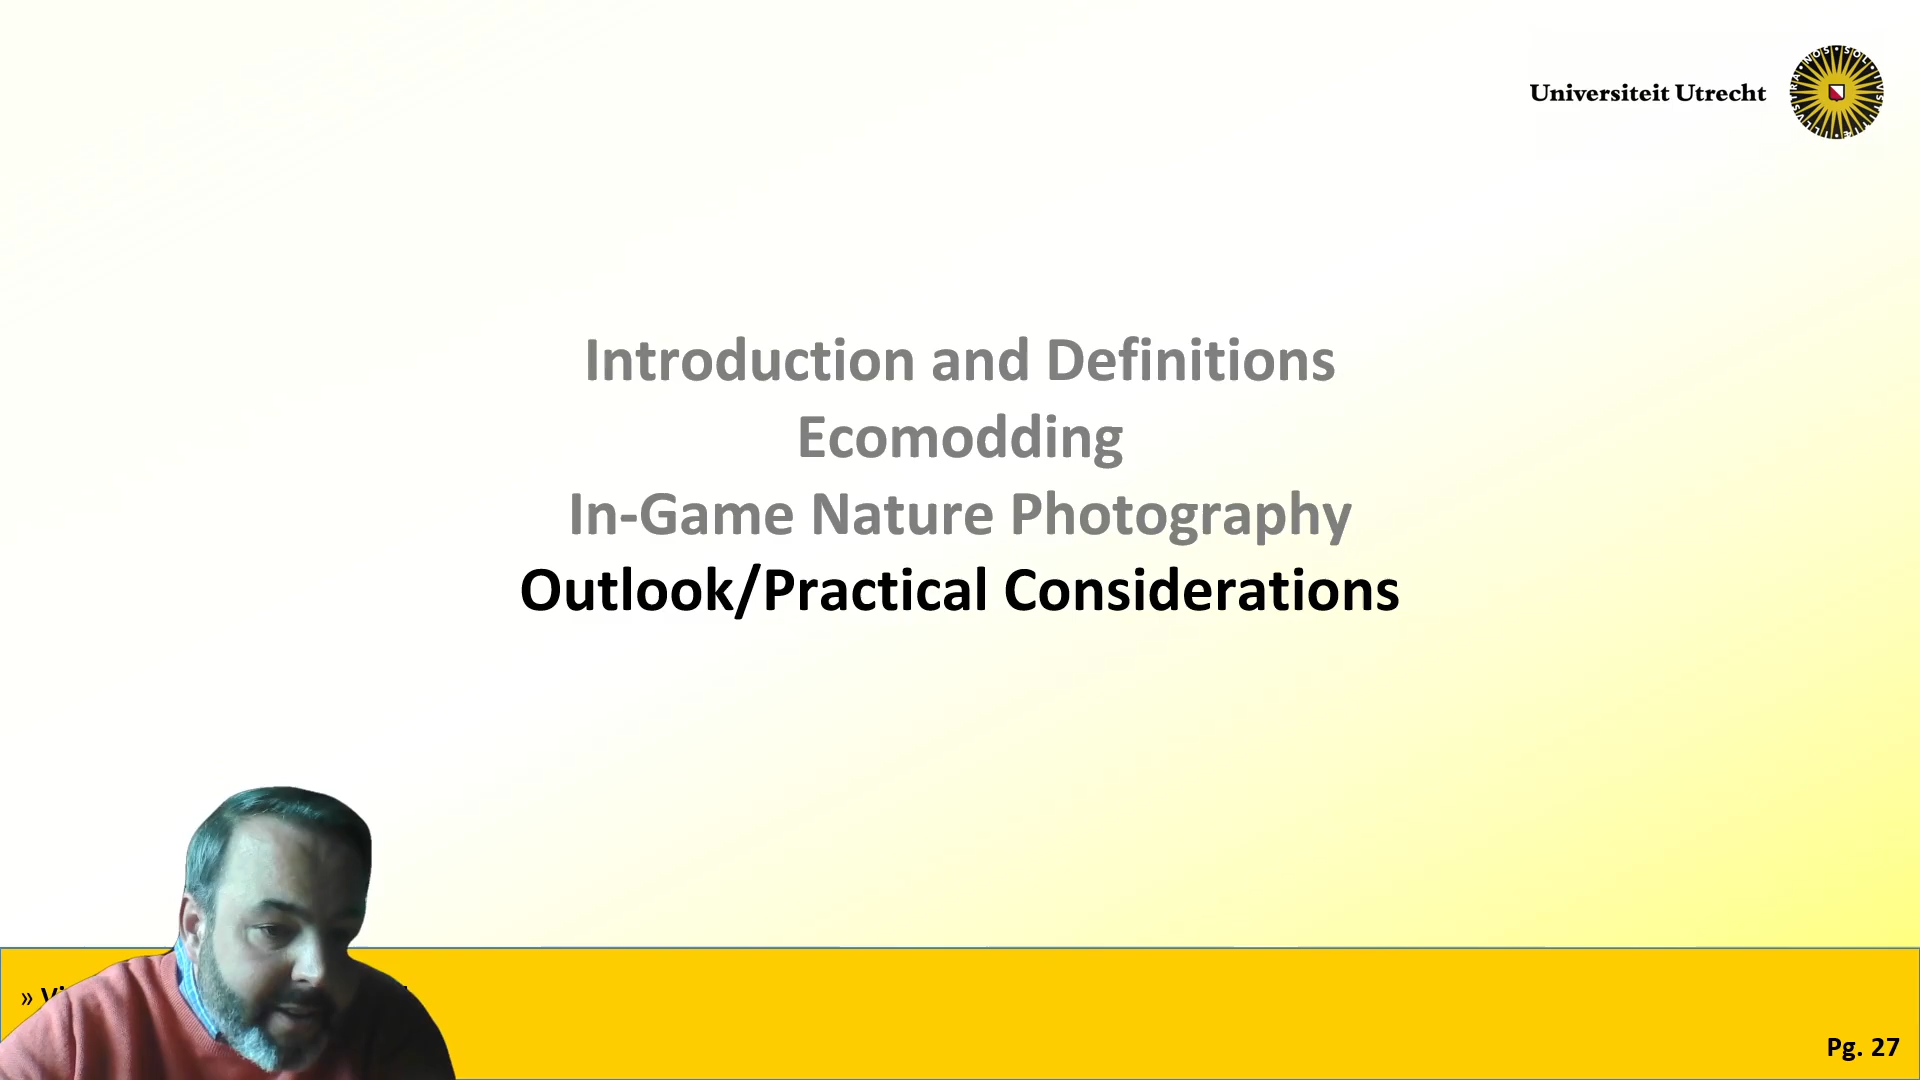 Universiteit Utrecht
Introduction and Definitions
Ecomodding
In-Game Nature Photography
Outlook/Practical Considerations
»
Pg. 27